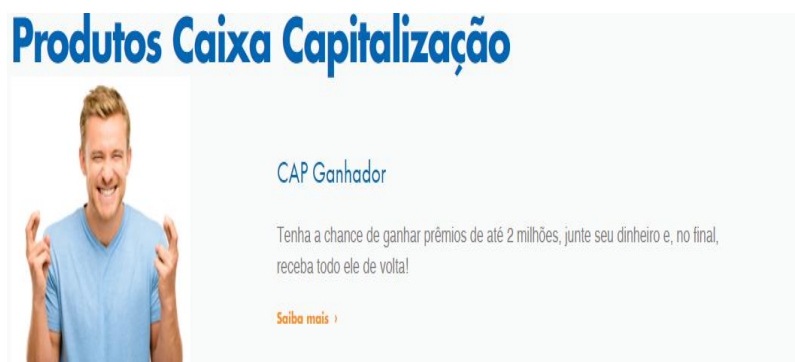 Produtos Caixa Capitalização
CAP Ganhador
Tenha a chance de ganhar prêmios de até 2 milhões, junte seu dinheiro e, no final,
receba todo ele de volta!
Saiba mais ›